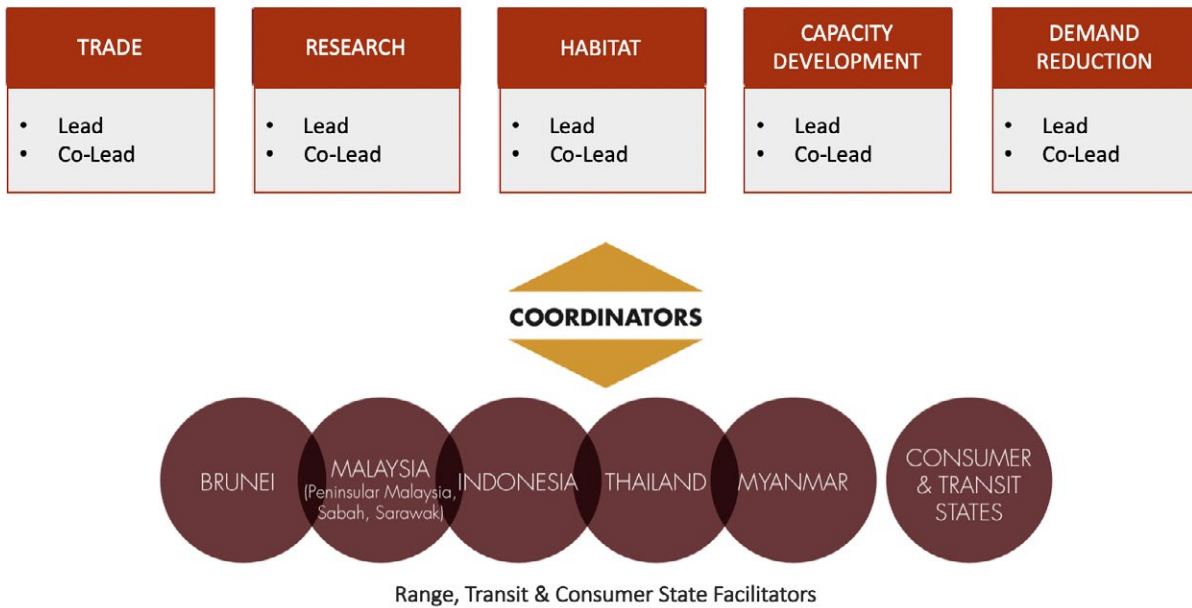 TRADE
• Lead
• Co-Lead
RESEARCH
• Lead
• Co-Lead
HABITAT
• Lead
• Co-Lead
CAPACITY
DEVELOPMENT
• Lead
• Co-Lead
DEMAND
REDUCTION
• Lead
• Co-Lead
COORDINATORS
BRUNEI
MALAYSIA
(Peninsular Malaysia,
Sabah, Sarawak)
INDONESIA
THAILAND
MYANMAR
CONSUMER
& TRANSIT
STATES
Range, Transit & Consumer State Facilitators